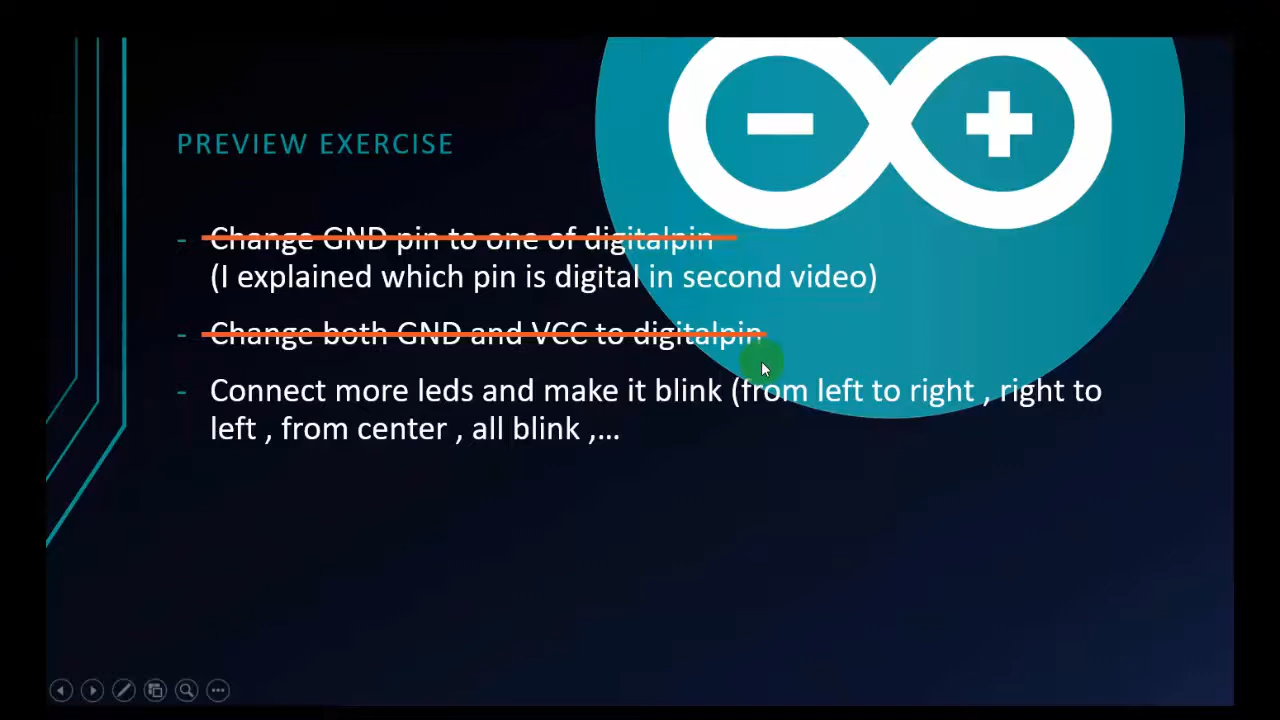 PREVIEW EXERCISE
- Change GND pin to one of digitalpin
(I explained which pin is digital in second video)
- Change both GND and VCC to digitalpin
- Connect more leds and make it blink (from left to right , right to
left , from center , all blink ,...